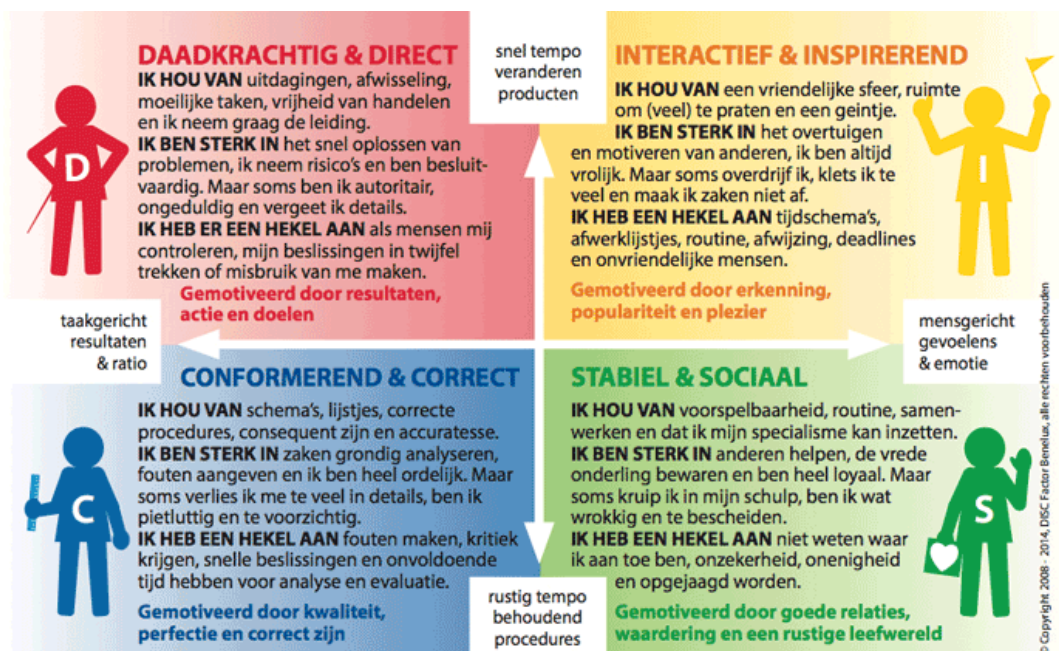 DAADKRACHTIG & DIRECT
IK HOU VAN uitdagingen, afwisseling,
moeilijke taken, vrijheid van handelen
en ik neem graag de leiding.
IK BEN STERK IN het snel oplossen van
problemen, ik neem risico's en ben besluit-
vaardig. Maar soms ben ik autoritair,
ongeduldig en vergeet ik details.
IK HEB ER EEN HEKEL AAN als mensen mij
controleren, mijn beslissingen in twijfel
trekken of misbruik van me maken.
Gemotiveerd door resultaten,
actie en doelen
D
snel tempo
veranderen
producten
INTERACTIEF & INSPIREREND
IK HOU VAN een vriendelijke sfeer, ruimte
om (veel) te praten en een geintje.
IK BEN STERK IN het overtuigen
en motiveren van anderen, ik ben altijd
vrolijk. Maar soms overdrijf ik, klets ik te
veel en maak ik zaken niet af.
IK HEB EEN HEKEL AAN tijdschema's,
afwerklijstjes, routine, afwijzing, deadlines
en onvriendelijke mensen.
Gemotiveerd door erkenning,
populariteit en plezier
I
taakgericht
resultaten
& ratio
mensgericht
gevoelens
& emotie
CONFORMEREND & CORRECT
IK HOU VAN schema's, lijstjes, correcte
procedures, consequent zijn en accuratesse.
IK BEN STERK IN zaken grondig analyseren,
fouten aangeven en ik ben heel ordelijk. Maar
soms verlies ik me te veel in details, ben ik
pietluttig en te voorzichtig.
IK HEB EEN HEKEL AAN fouten maken, kritiek
krijgen, snelle beslissingen en onvoldoende
tijd hebben voor analyse en evaluatie.
Gemotiveerd door kwaliteit,
perfectie en correct zijn
C
rustig tempo
behoudend
procedures
STABIEL & SOCIAAL
IK HOU VAN voorspelbaarheid, routine, samen-
werken en dat ik mijn specialisme kan inzetten.
IK BEN STERK IN anderen helpen, de vrede
onderling bewaren en ben heel loyaal. Maar
soms kruip ik in mijn schulp, ben ik wat
wrokkig en te bescheiden.
IK HEB EEN HEKEL AAN niet weten waar
ik aan toe ben, onzekerheid, onenigheid
en opgejaagd worden.
Gemotiveerd door goede relaties,
waardering en een rustige leefwereld
S
© Copyright 2008 - 2014, DISC Factor Benelux, alle rechten voorbehouden